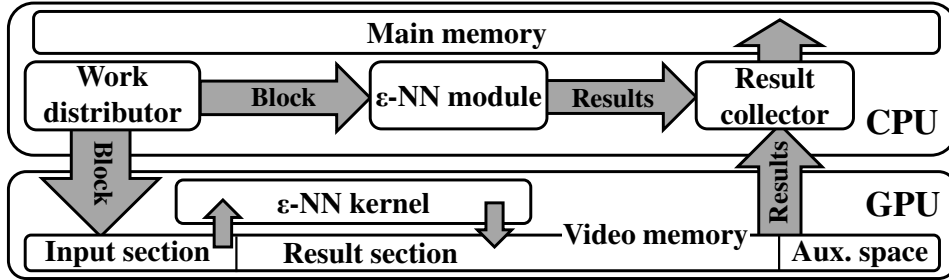 Main memory
Work
distributor
Block
ε-NN module
Results
Result
collector
CPU
Block
Results
GPU
ε-NN kernel
Video memory
Input section
Result section
Aux. space